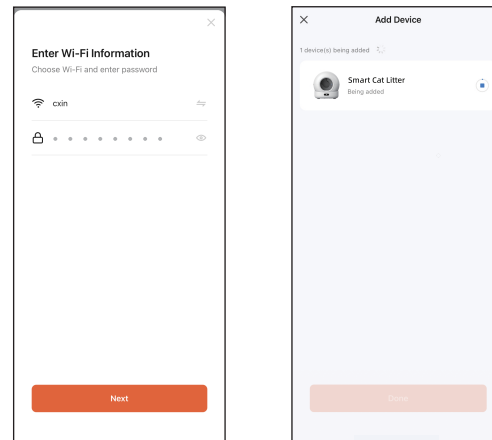 Enter Wi-Fi Information
Choose Wi-Fi and enter password
cxin
Next
Add Device
1 device(s) being added
Smart Cat Litter
Being added
Done